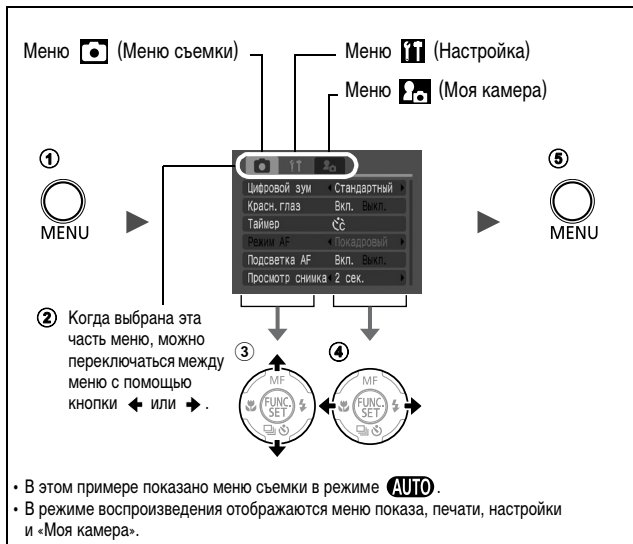 Меню (Меню съемки)
Меню (Настройка)
Меню (Моя камера)
1
MENU
Цифровой зум Стандартный
Красн.глаз Вкл. Выкл.
Таймер
Режим AF Покадровый
Подсветка AF Вкл. Выкл.
Просмотр снимка 2 сек.
5
MENU
2 Когда выбрана эта
часть меню, можно
переключаться между
меню с помощью
кнопки или .
3
MF
FUNC.
SET
4
MF
FUNC.
SET
• В этом примере показано меню съемки в режиме AUTO.
• В режиме воспроизведения отображаются меню показа, печати, настройки
и «Моя камера».